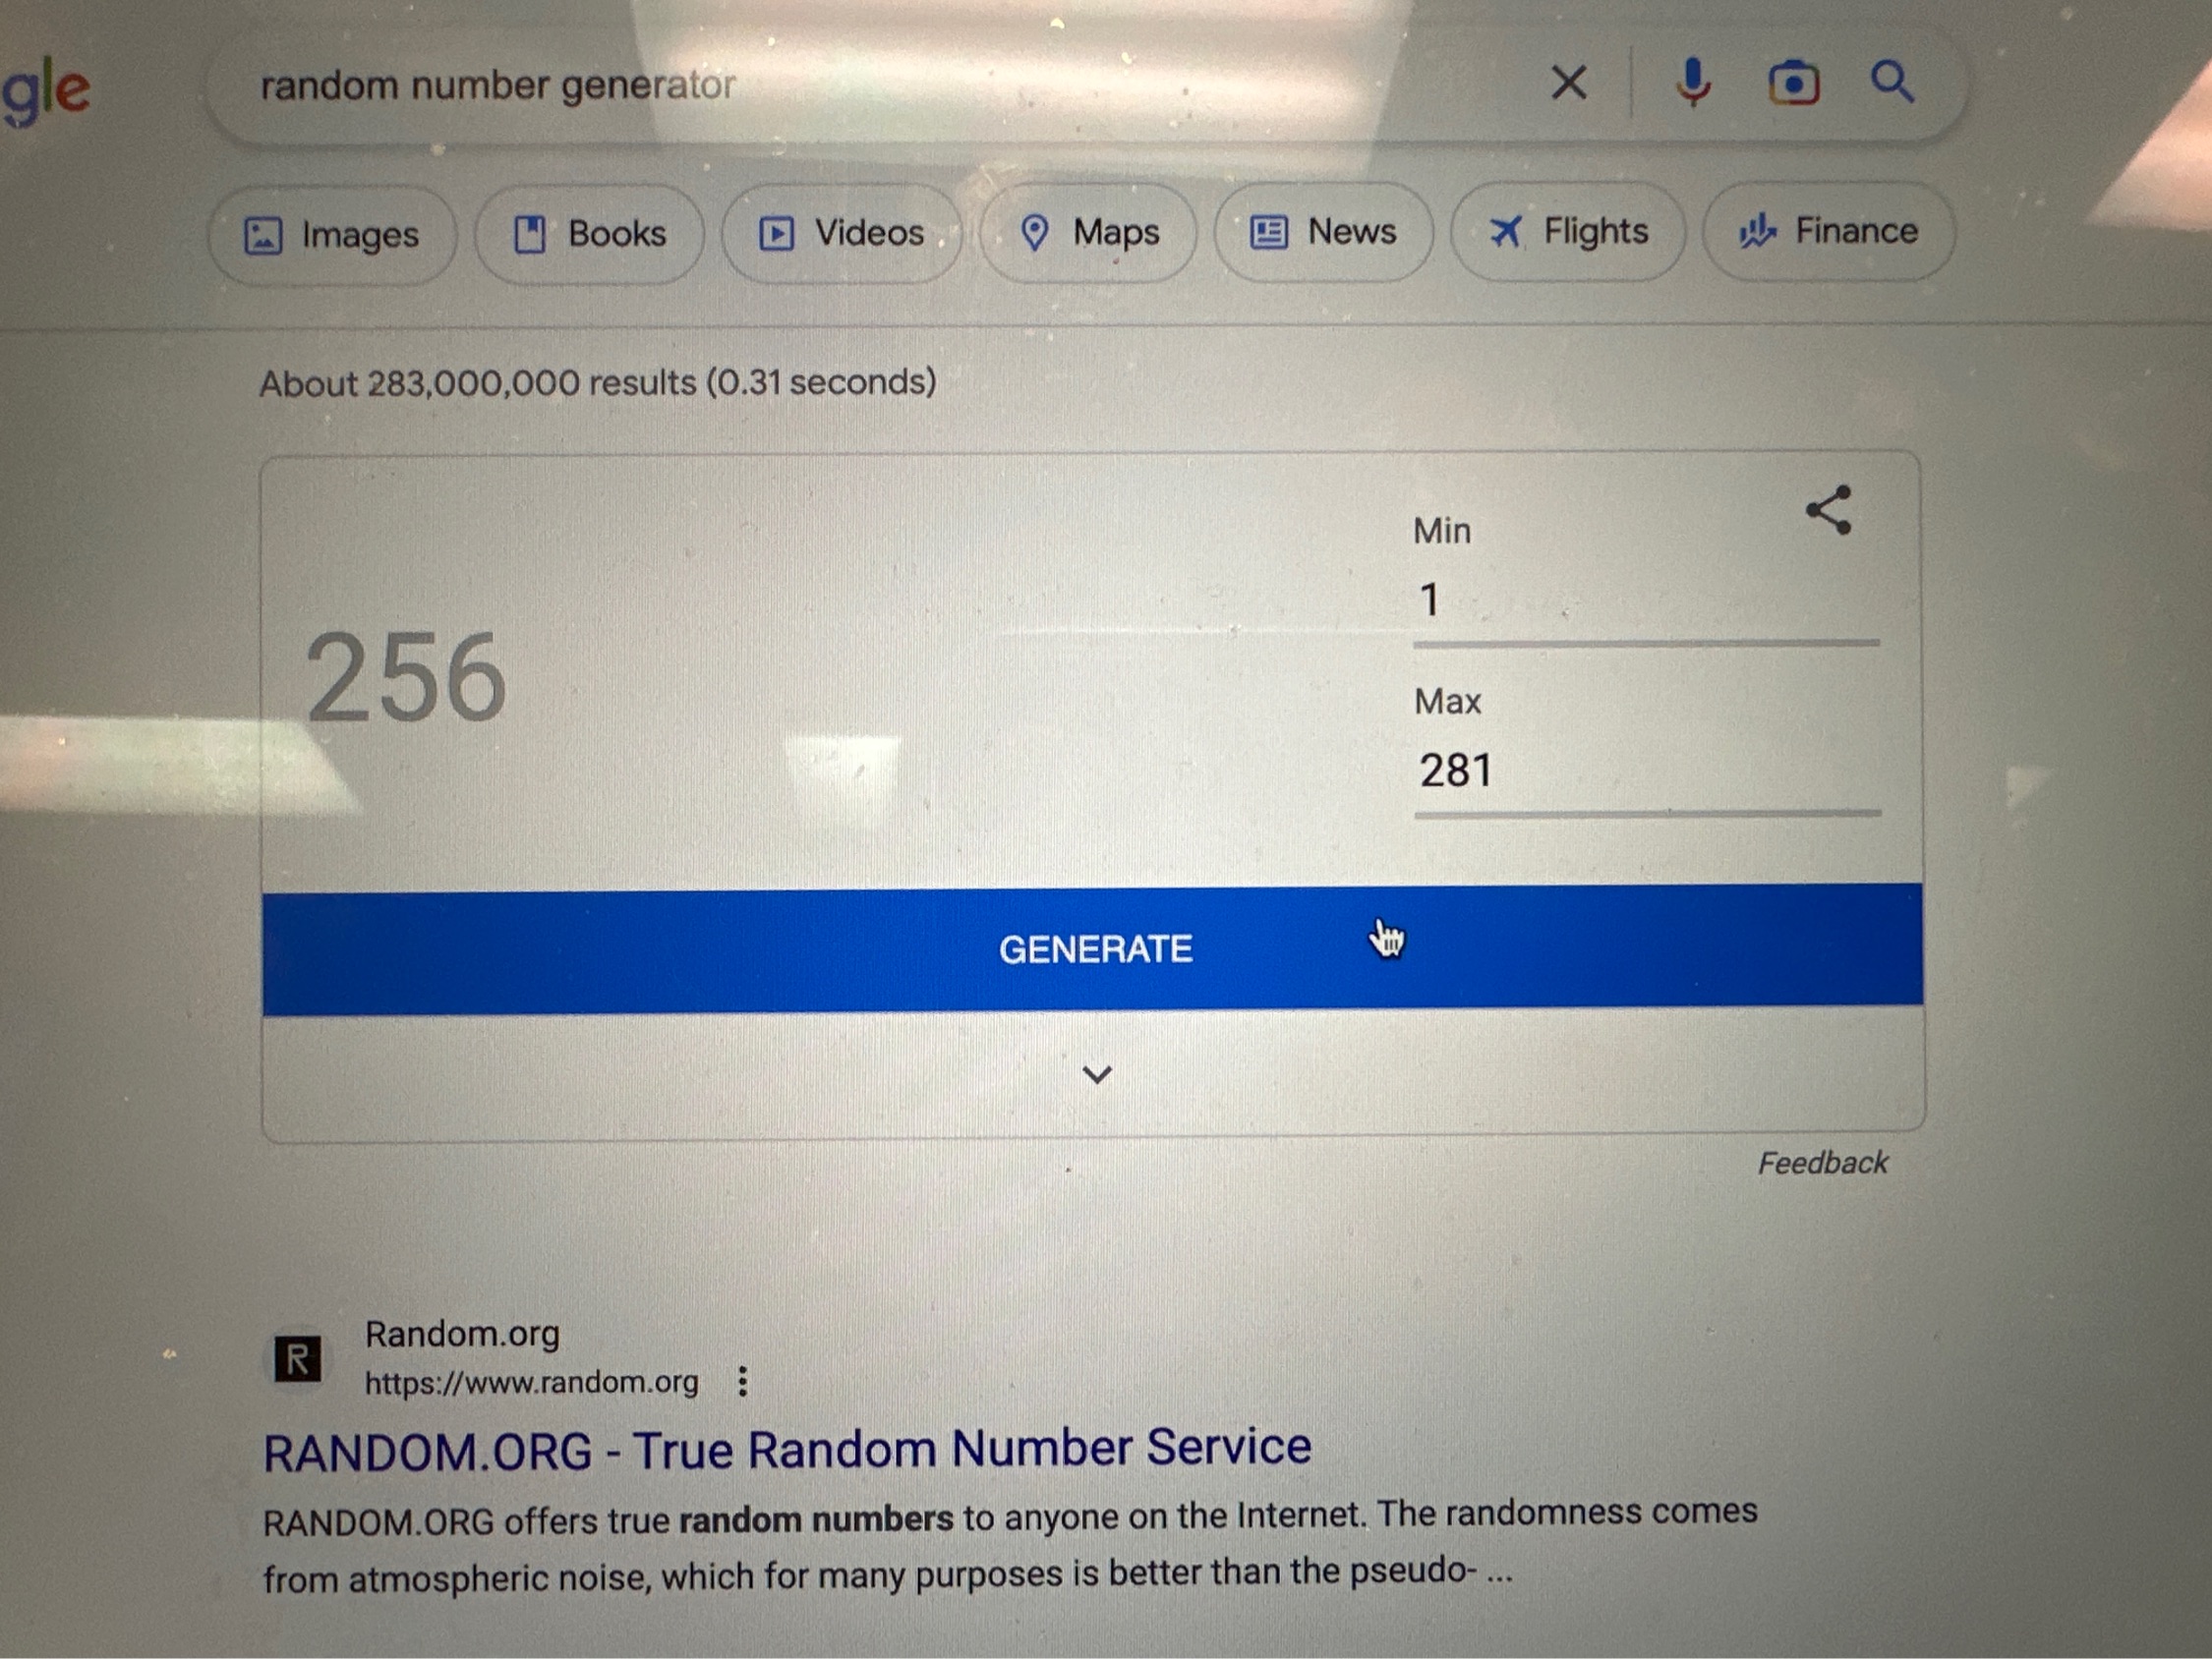 gle
random number generator
Images Books Videos Maps News Flights Finance
About 283,000,000 results (0.31 seconds)
Min
1
256
Max
281
GENERATE
Feedback
R
Random.org
https://www.random.org
RANDOM.ORG - True Random Number Service
RANDOM.ORG offers true random numbers to anyone on the Internet. The randomness comes
from atmospheric noise, which for many purposes is better than the pseudo- ...